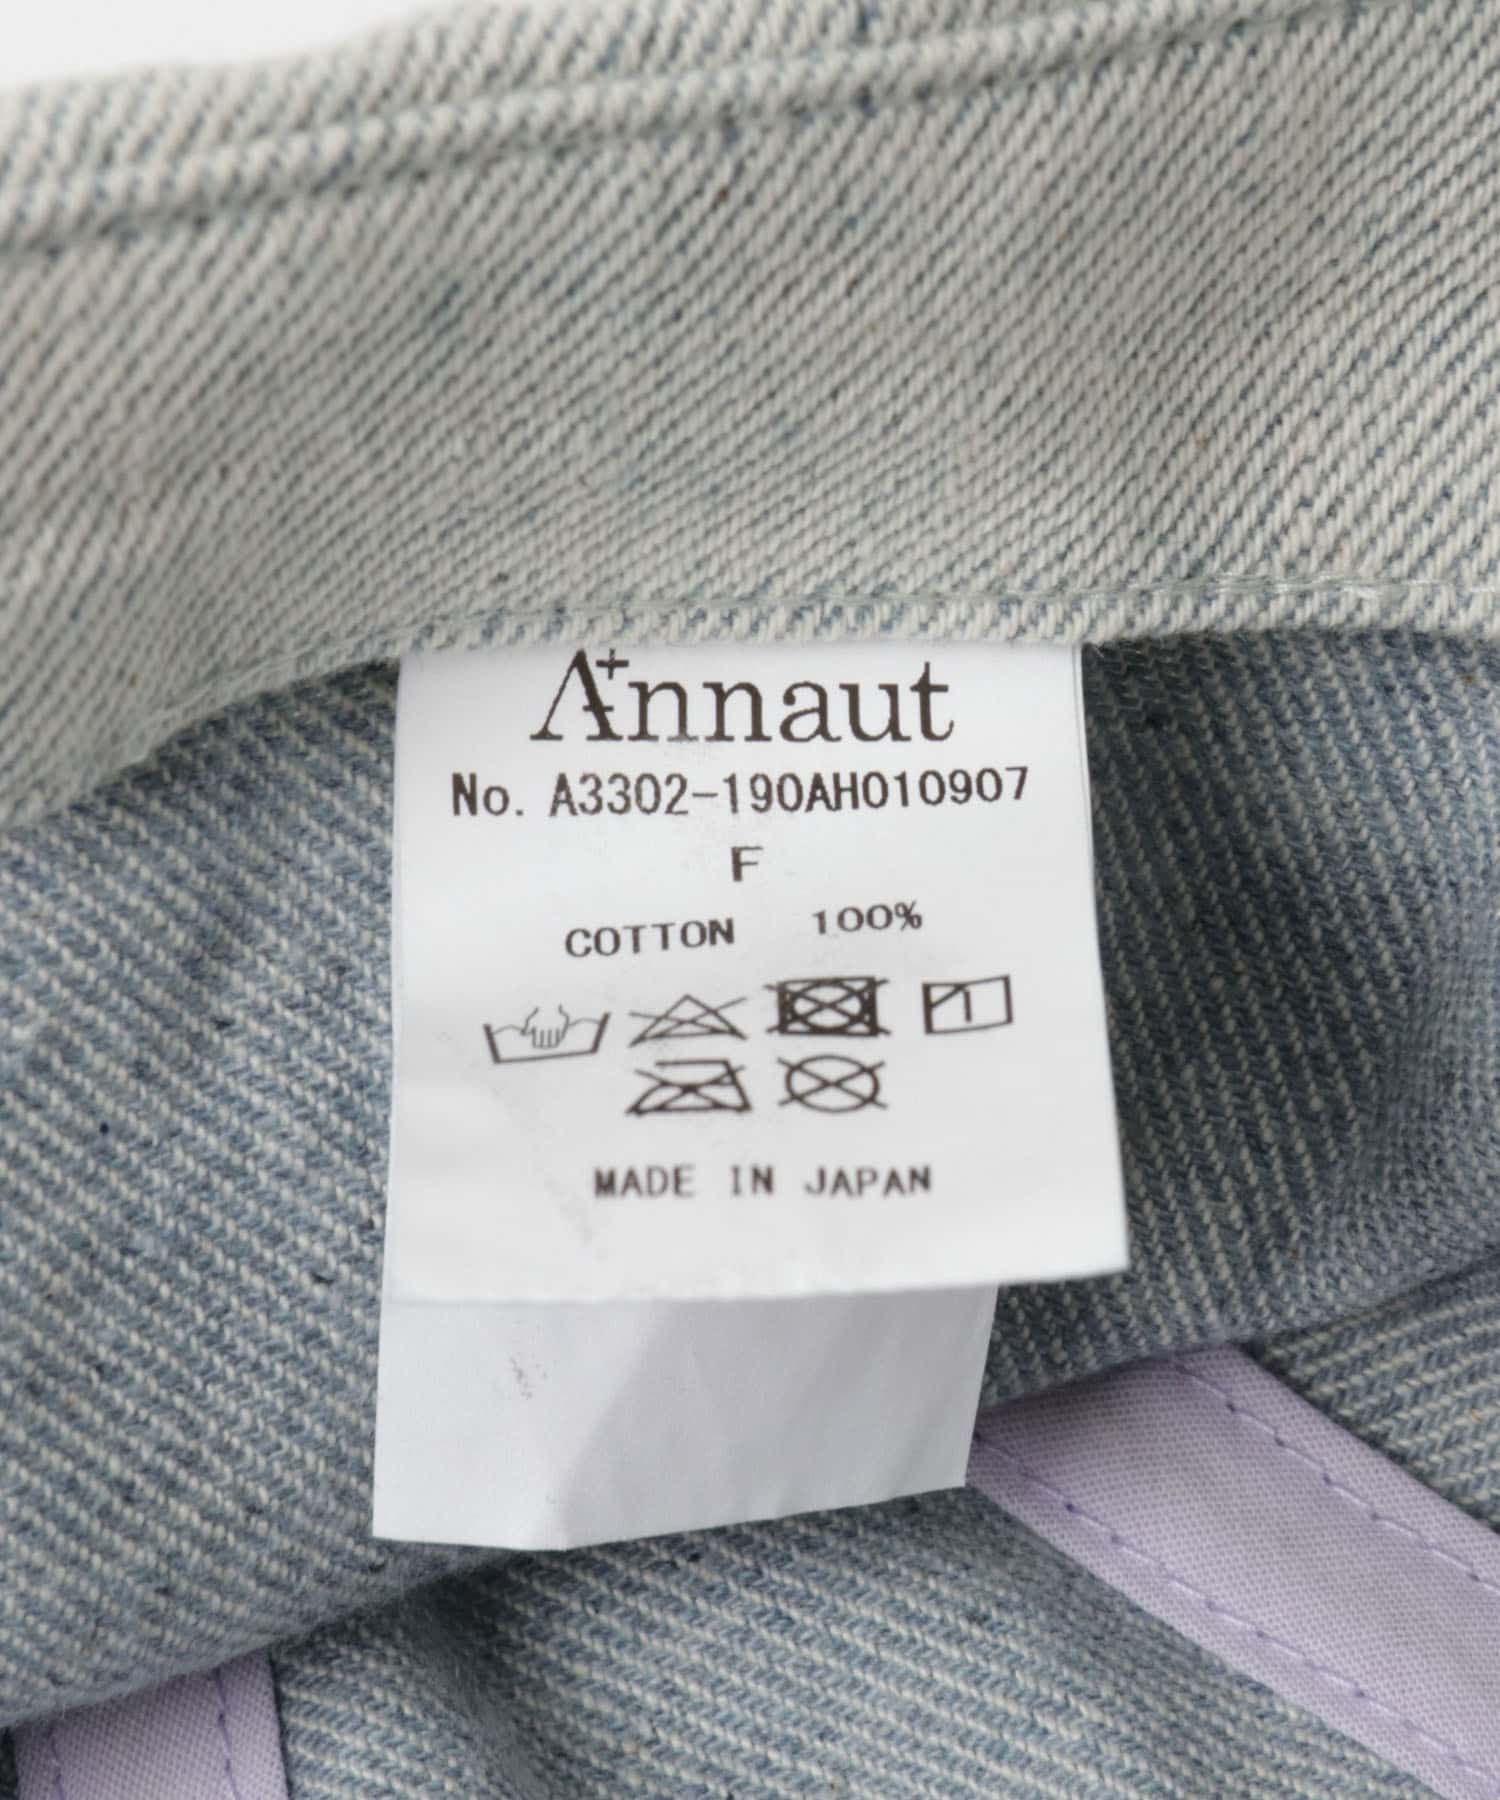 Annaut
No. A3302-190AH010907
F
COTTON 100%
MADE IN JAPAN